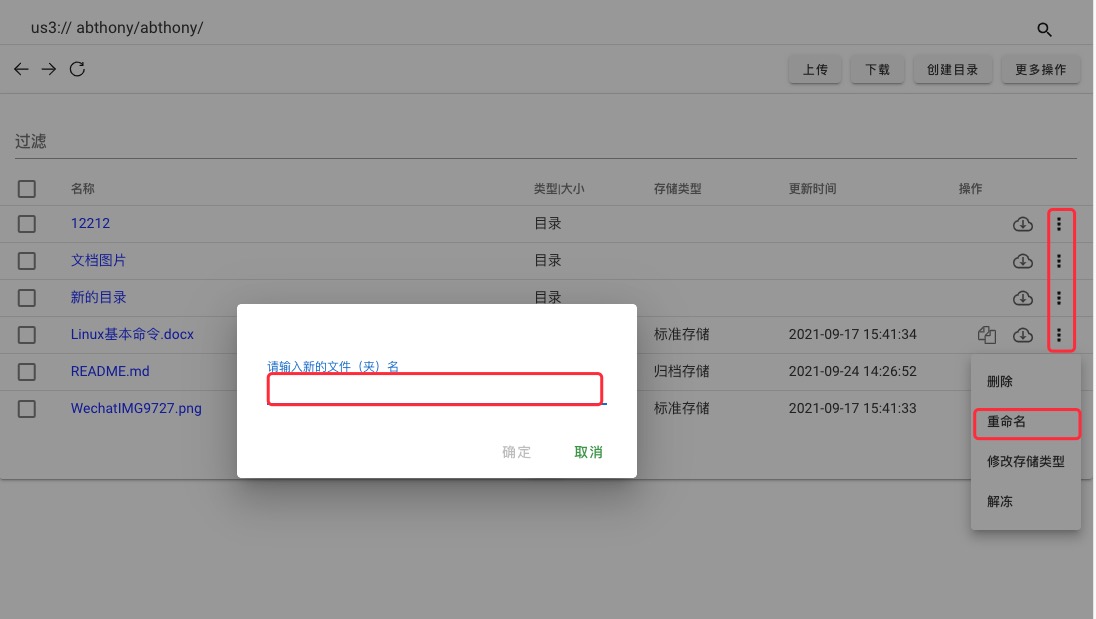 us3:// abthony/abthony/
上传 下载 创建目录 更多操作
过滤
名称 类型|大小 存储类型 更新时间 操作
12212 目录
文档图片 目录
新的目录 目录
Linux基本命令.docx 标准存储 2021-09-17 15:41:34
README.md 归档存储 2021-09-24 14:26:52
WechatIMG9727.png 标准存储 2021-09-17 15:41:33
请输入新的文件（夹）名
确定 取消
删除
重命名
修改存储类型
解冻